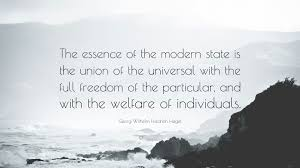 The essence of the modern state is
the union of the universal with the
full freedom of the particular, and
with the welfare of individuals.
Georg Wilhelm Friedrich Hegel